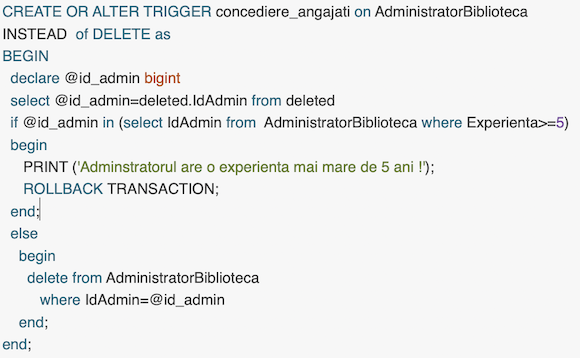 CREATE OR ALTER TRIGGER concediere_angajati on AdministratorBiblioteca
INSTEAD of DELETE as
BEGIN
declare @id_admin bigint
select @id_admin=deleted.IdAdmin from deleted
if @id_admin in (select IdAdmin from AdministratorBiblioteca where Experienta>=5)
begin
PRINT ('Adminstratorul are o experienta mai mare de 5 ani !');
ROLLBACK TRANSACTION;
end;
else
begin
delete from AdministratorBiblioteca
where IdAdmin=@id_admin
end;
end;